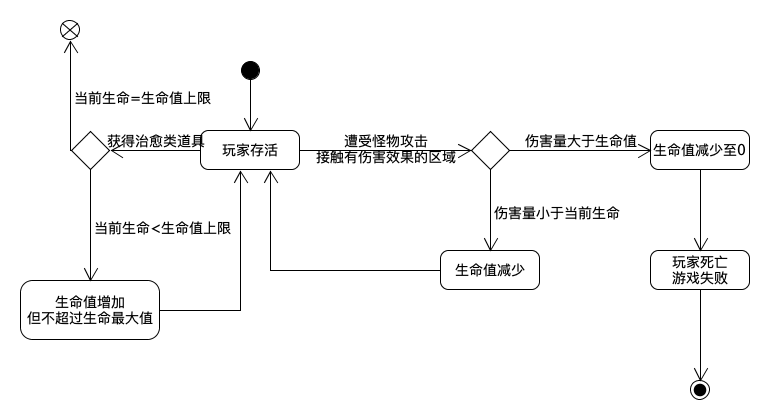 当前生命=生命值上限
获得治愈类道具
玩家存活
遭受怪物攻击
接触有伤害效果的区域
伤害量大于生命值
生命值减少至0
当前生命<生命值上限
伤害量小于当前生命
生命值增加
但不超过生命最大值
生命值减少
玩家死亡
游戏失败